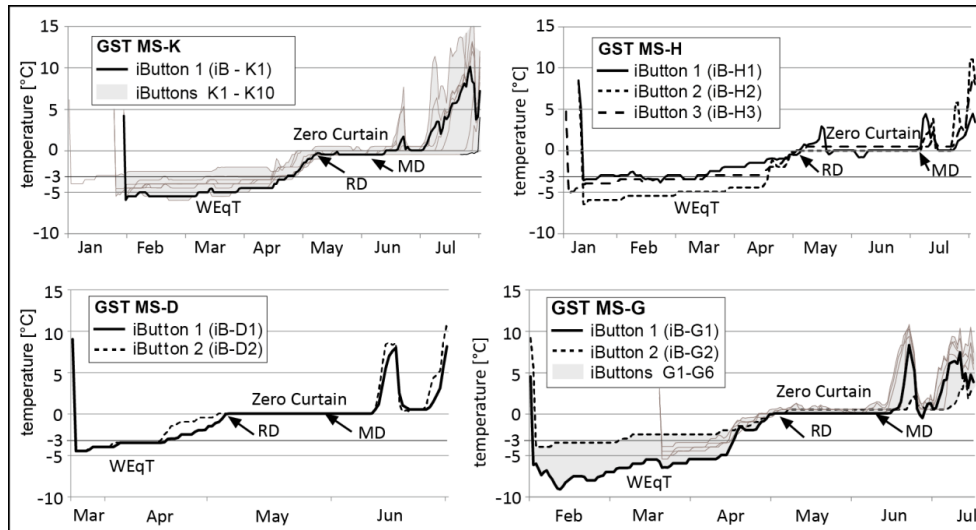 GST MS-K
iButton 1 (iB - K1)
iButtons K1 - K10
temperature [°C]
15
10
5
0
-3
-5
-10
Zero Curtain
MD
RD
WEqT
Jan Feb Mar Apr May Jun Jul
GST MS-H
iButton 1 (iB-H1)
iButton 2 (iB-H2)
iButton 3 (iB-H3)
temperature [°C]
15
10
5
0
-3
-5
-10
Zero Curtain
RD
MD
WEqT
Jan Feb Mar Apr May Jun Jul
GST MS-D
iButton 1 (iB-D1)
iButton 2 (iB-D2)
temperature [°C]
15
10
5
0
-3
-5
-10
Zero Curtain
RD
MD
WEqT
Mar Apr May Jun
GST MS-G
iButton 1 (iB-G1)
iButton 2 (iB-G2)
iButtons G1-G6
temperature [°C]
15
10
5
0
-3
-5
-10
Zero Curtain
RD
MD
WEqT
Feb Mar Apr May Jun Jul